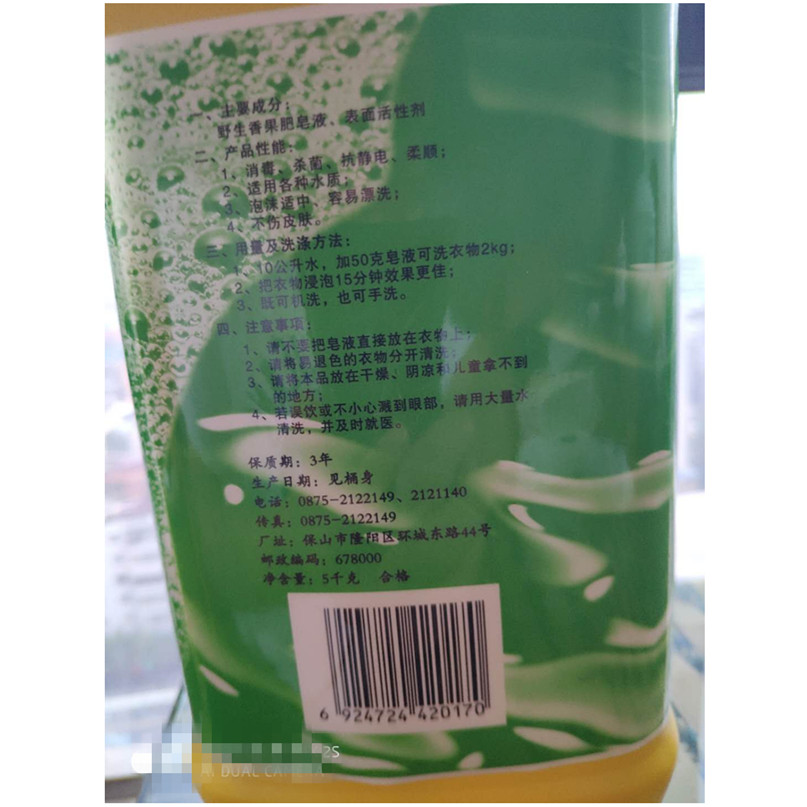 一、主要成分：
野生香果肥皂液、表面活性剂
二、产品性能：
1、消毒、杀菌、抗静电、柔顺；
2、适用各种水质；
3、泡沫适中、容易漂洗；
4、不伤皮肤。
三、用量及洗涤方法：
1、10公升水，加50克皂液可洗衣物2kg；
2、把衣物浸泡15分钟效果更佳；
3、既可机洗，也可手洗。
四、注意事项：
1、请不要把皂液直接放在衣物上；
2、请将易退色的衣物分开清洗；
3、请将本品放在干燥、阴凉和儿童拿不到
的地方；
4、若误饮或不小心溅到眼部，请用大量水
清洗，并及时就医。
保质期：3年
生产日期：见桶身
电话：0875-2122149、2121140
传真：0875-2122149
厂址：保山市隆阳区环城东路44号
邮政编码：678000
净含量：5千克 合格
6 924724 420170
2S
DUAL CA